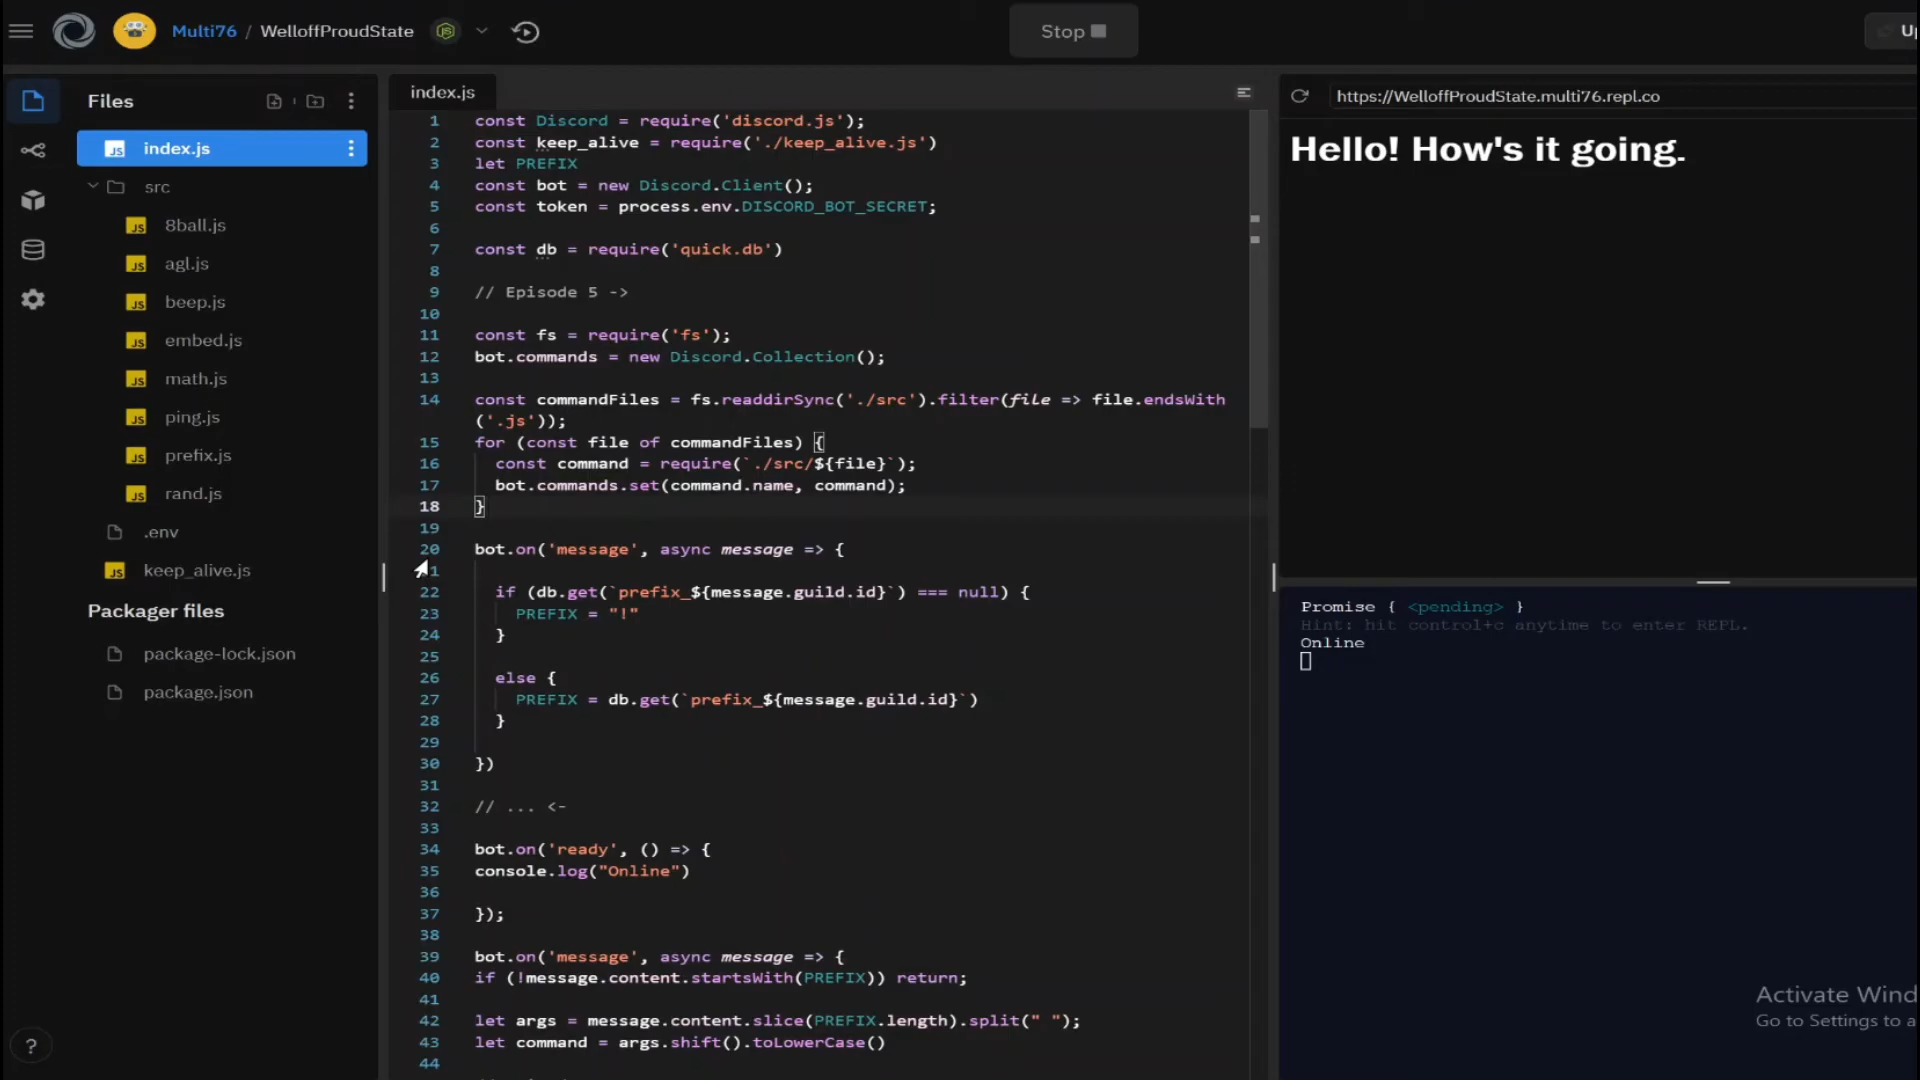 Multi76 / WelloffProudState
Stop
Files
index.js
src
8ball.js
agl.js
beep.js
embed.js
math.js
ping.js
prefix.js
rand.js
.env
keep_alive.js
Packager files
package-lock.json
package.json
?
index.js
1 const Discord = require('discord.js');
2 const keep_alive = require('./keep_alive.js')
3 let PREFIX
4 const bot = new Discord.Client();
5 const token = process.env.DISCORD_BOT_SECRET;
6
7 const db = require('quick.db')
8
9 // Episode 5 ->
10
11 const fs = require('fs');
12 bot.commands = new Discord.Collection();
13
14 const commandFiles = fs.readdirSync('./src').filter(file => file.endsWith
('.js'));
15 for (const file of commandFiles) {
16 const command = require(`./src/${file}`);
17 bot.commands.set(command.name, command);
18 }
19
20 bot.on('message', async message => {
1
22 if (db.get(`prefix_${message.guild.id}`) === null) {
23 PREFIX = "!"
24 }
25
26 else {
27 PREFIX = db.get(`prefix_${message.guild.id}`)
28 }
29
30 })
31
32 // ... <-
33
34 bot.on('ready', () => {
35 console.log("Online")
36
37 });
38
39 bot.on('message', async message => {
40 if (!message.content.startsWith(PREFIX)) return;
41
42 let args = message.content.slice(PREFIX.length).split(" ");
43 let command = args.shift().toLowerCase()
44
https://WelloffProudState.multi76.repl.co
Hello! How's it going.
Promise { <pending> }
Hint: hit control+c anytime to enter REPL.
Online
Activate Wind
Go to Settings to a